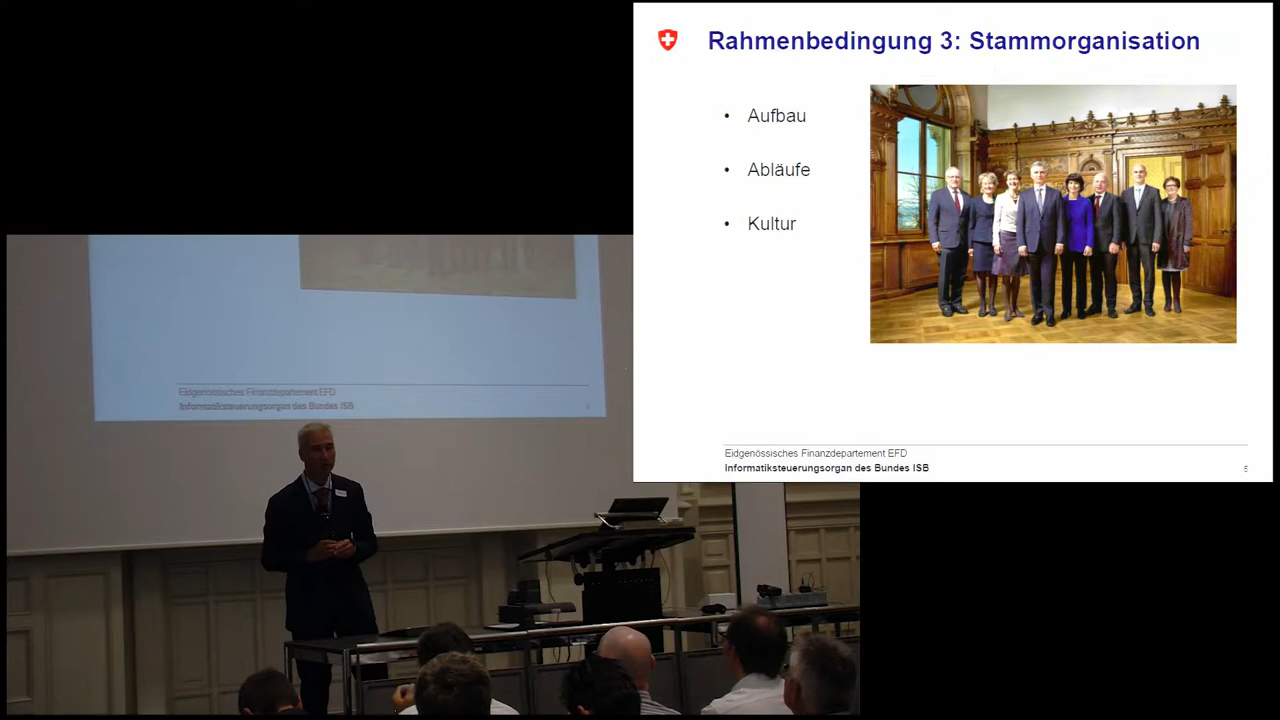 Rahmenbedingung 3: Stammorganisation
• Aufbau
• Abläufe
• Kultur
Eidgenössisches Finanzdepartement EFD
Informatiksteuerungsorgan des Bundes ISB
5
Eidgenössisches Finanzdepartement EFD
Informatiksteuerungsorgan des Bundes ISB